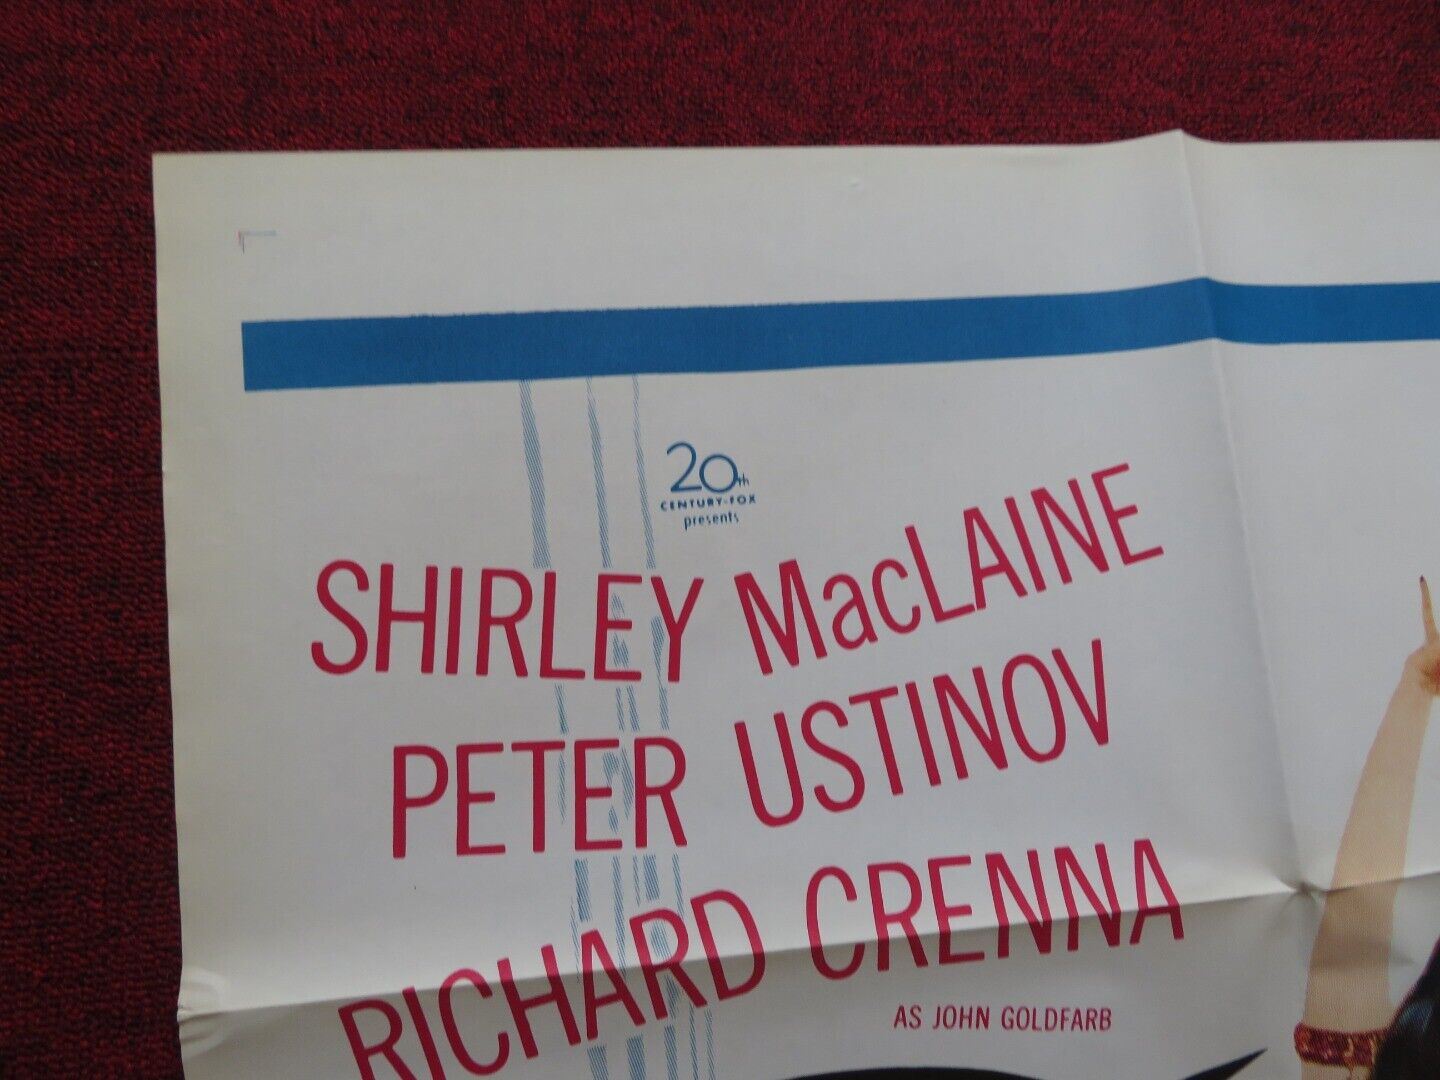 20th
CENTURY-FOX
presents
SHIRLEY MacLAINE
PETER USTINOV
RICHARD CRENNA
AS JOHN GOLDFARB